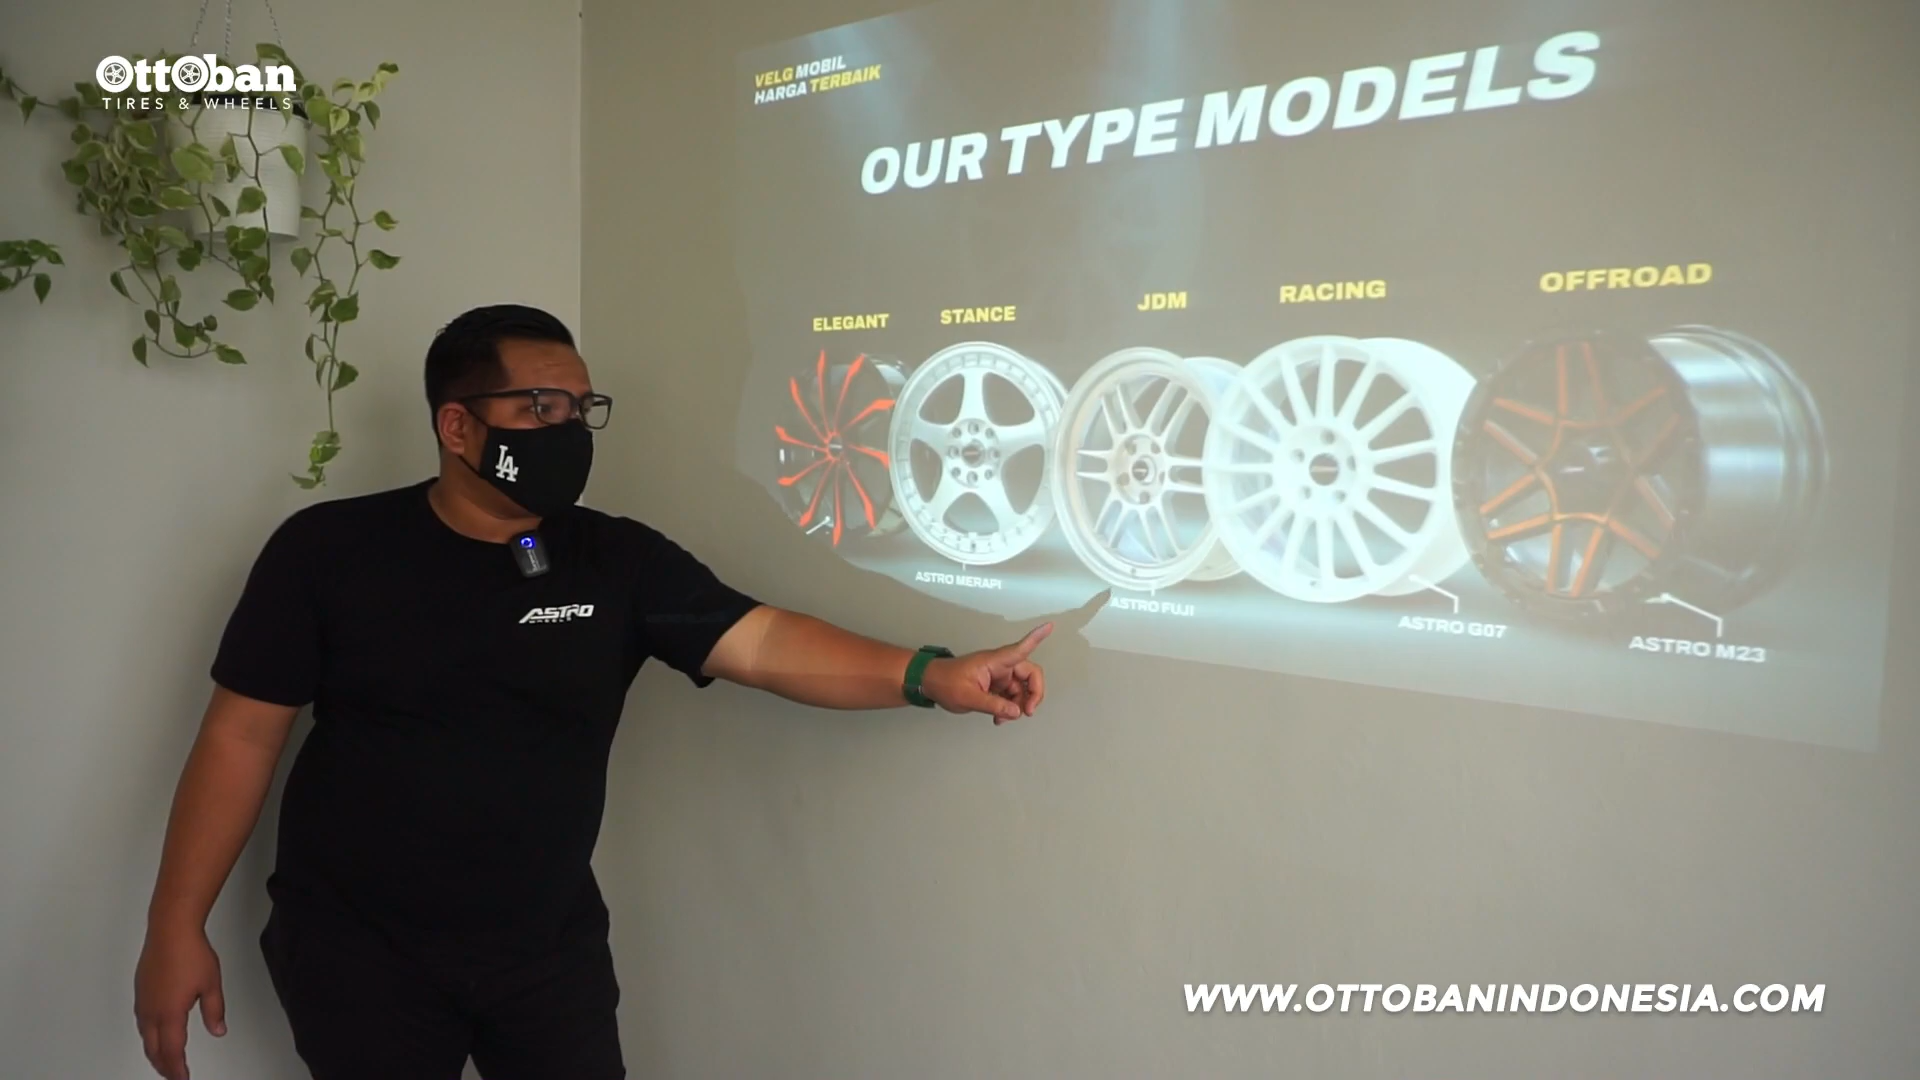 OttOban
TIRES & WHEELS
VELG MOBIL
HARGA TERBAIK
OUR TYPE MODELS
ELEGANT
STANCE
JDM
RACING
OFFROAD
ASTRO MERAPI
ASTRO FUJI
ASTRO G07
ASTRO M23
LA
ASTRO
WHEELS
WWW.OTTOBANINDONESIA.COM